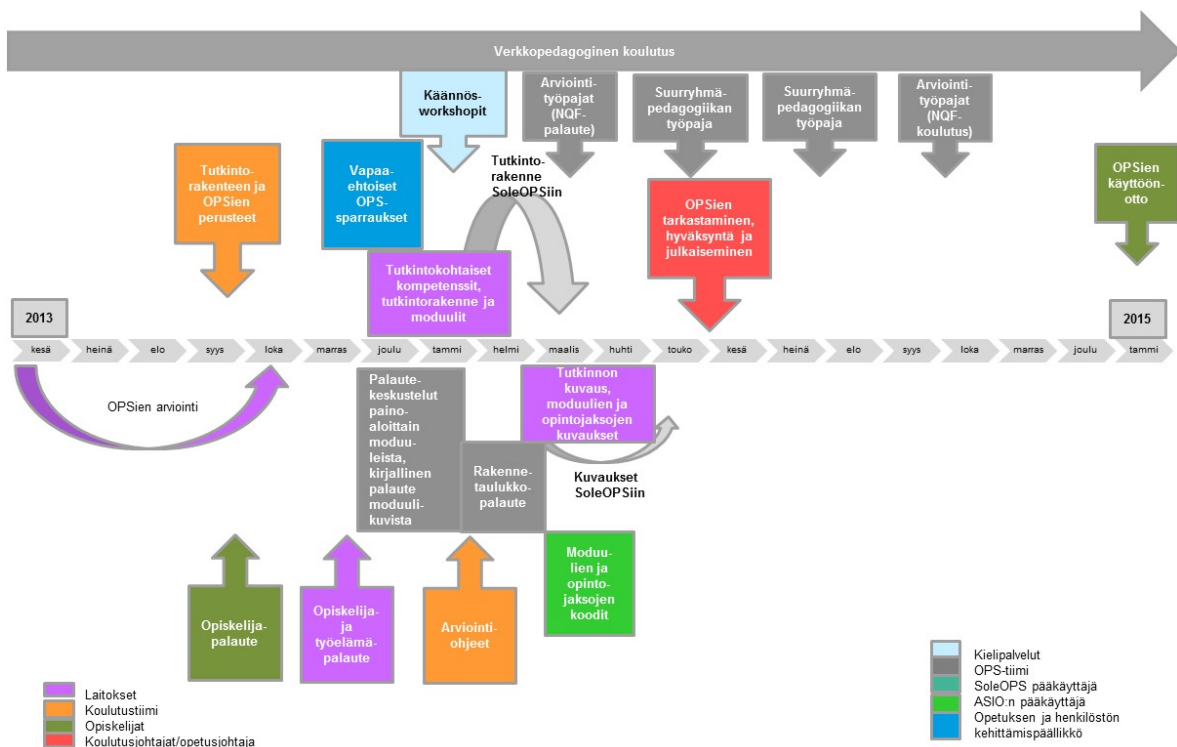 Verkkopedagoginen koulutus
Käännös-
workshopit
Arviointi-
työpajat
(NQF-
palaute)
Suurryhmä-
pedagogiikan
työpaja
Suurryhmä-
pedagogiikan
työpaja
Arviointi-
työpajat
(NQF-
koulutus)
Tutkinto-
rakenteen ja
OPSien
perusteet
Vapaa-
ehtoiset
OPS-
sparraukset
Tutkinto-
rakenne
SoleOPSiin
OPSien
tarkastaminen,
hyväksyntä ja
julkaiseminen
OPSien
käyttöön-
otto
Tutkintokohtaiset
kompetenssit,
tutkintorakenne ja
moduulit
2013
2015
kesä heinä elo syys loka marras joulu tammi helmi maalis huhti touko kesä heinä elo syys loka marras joulu tammi
OPSien arviointi
Palaute-
keskustelut
paino-
aloittain
moduu-
leista,
kirjallinen
palaute
moduuli-
kuvista
Rakenne-
taulukko-
palaute
Tutkinnon
kuvaus,
moduulien ja
opintojaksojen
kuvaukset
Kuvaukset
SoleOPSiin
Moduu-
lien ja
opinto-
jaksojen
koodit
Opiskelija-
palaute
Opiskelija-
ja
työelämä-
palaute
Arviointi-
ohjeet
Laitokset
Koulutustiimi
Opiskelijat
Koulutusjohtajat/opetusjohtaja
Kielipalvelut
OPS-tiimi
SoleOPS pääkäyttäjä
ASIO:n pääkäyttäjä
Opetuksen ja henkilöstön
kehittämispäällikkö